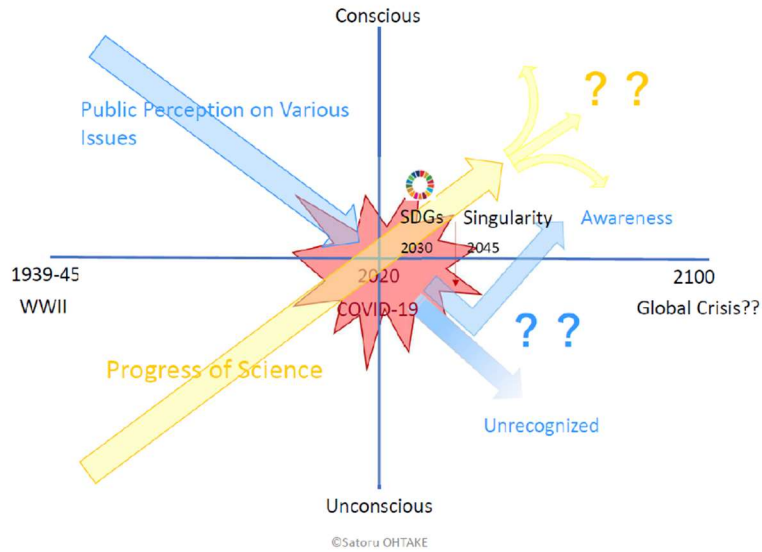 Conscious
Public Perception on Various
Issues
? ?
SDGs
Singularity
Awareness
2030
2045
1939-45
2020
2100
WWII
COVID-19
Global Crisis??
? ?
Progress of Science
Unrecognized
Unconscious
©Satoru OHTAKE